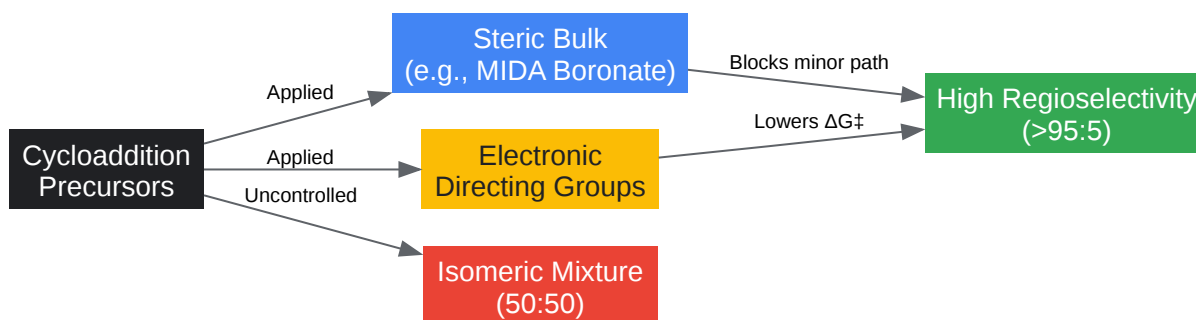 Steric Bulk
(e.g., MIDA Boronate)
Blocks minor path
Applied
High Regioselectivity
(>95:5)
Lowers ΔG‡
Cycloaddition
Precursors
Applied
Electronic
Directing Groups
Uncontrolled
Isomeric Mixture
(50:50)